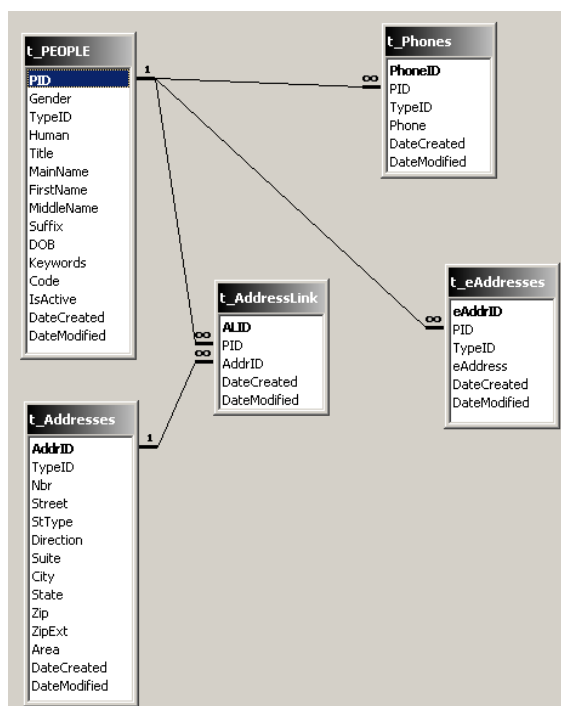 t_PEOPLE
PID
Gender
TypeID
Human
Title
MainName
FirstName
MiddleName
Suffix
DOB
Keywords
Code
IsActive
DateCreated
DateModified
1
∞
t_Phones
PhoneID
PID
TypeID
Phone
DateCreated
DateModified
t_AddressLink
∞
∞
ALID
PID
AddrID
DateCreated
DateModified
t_eAddresses
∞
eAddrID
PID
TypeID
eAddress
DateCreated
DateModified
t_Addresses
1
AddrID
TypeID
Nbr
Street
StType
Direction
Suite
City
State
Zip
ZipExt
Area
DateCreated
DateModified